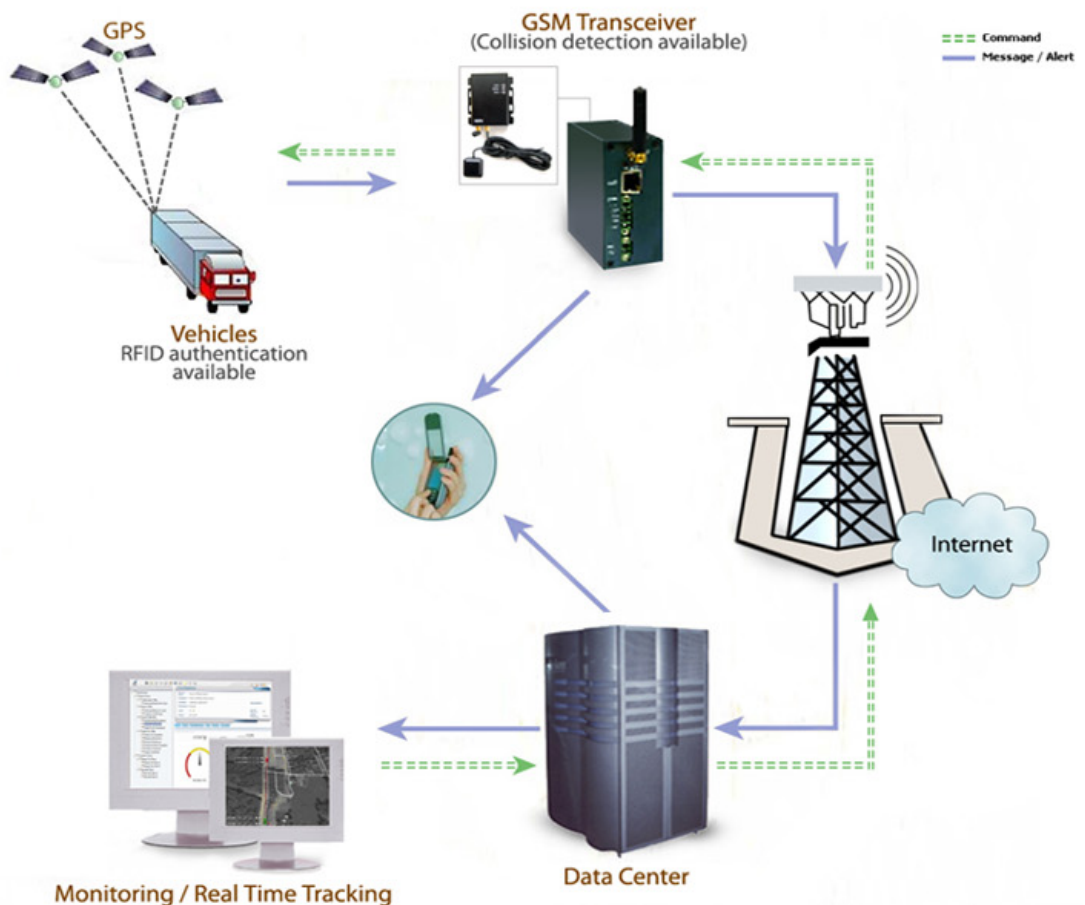 GPS
GSM Transceiver
(Collision detection available)
Command
Message / Alert
Vehicles
RFID authentication
available
Internet
Data Center
Monitoring / Real Time Tracking